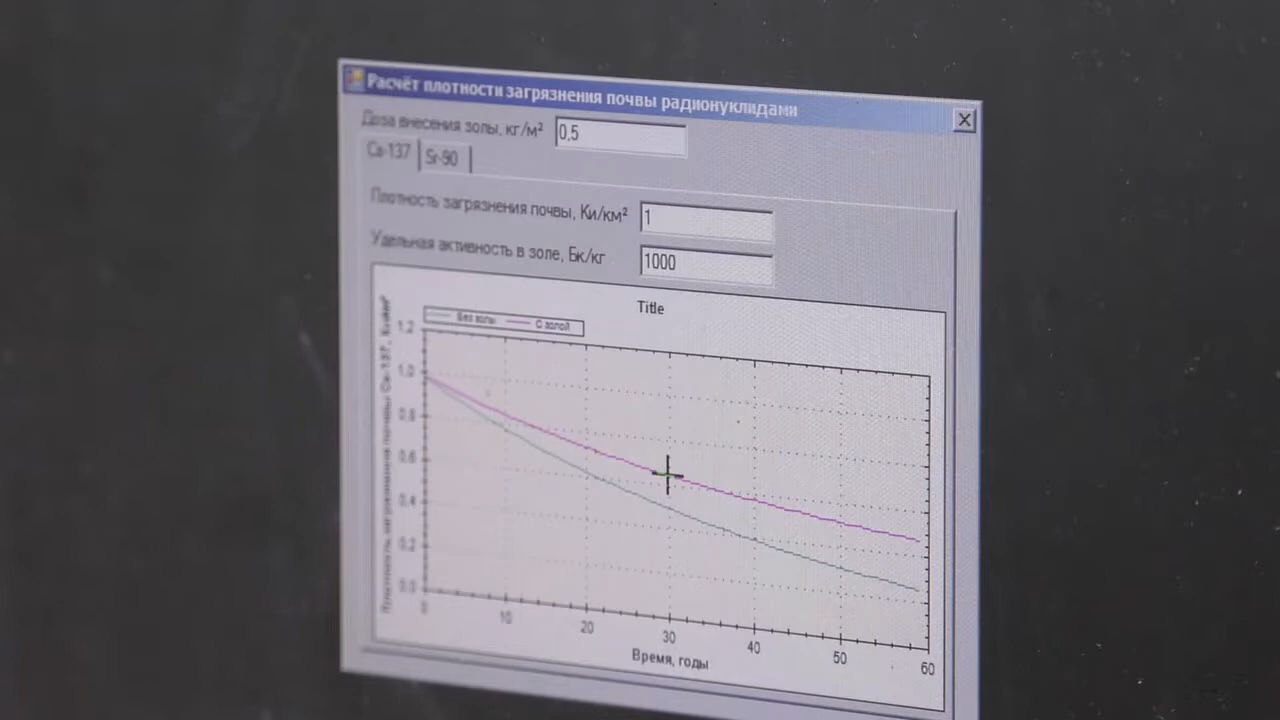 Расчёт плотности загрязнения почвы радионуклидами
Доза внесения золы, кг/м² 0,5
Cs-137 Sr-90
Плотность загрязнения почвы, Ки/км² 1
Удельная активность в золе, Бк/кг 1000
Title
Без золы С золой
1.2
1.0
0.8
0.6
0.4
0.2
0.0
0 10 20 30 40 50 60
Время, годы